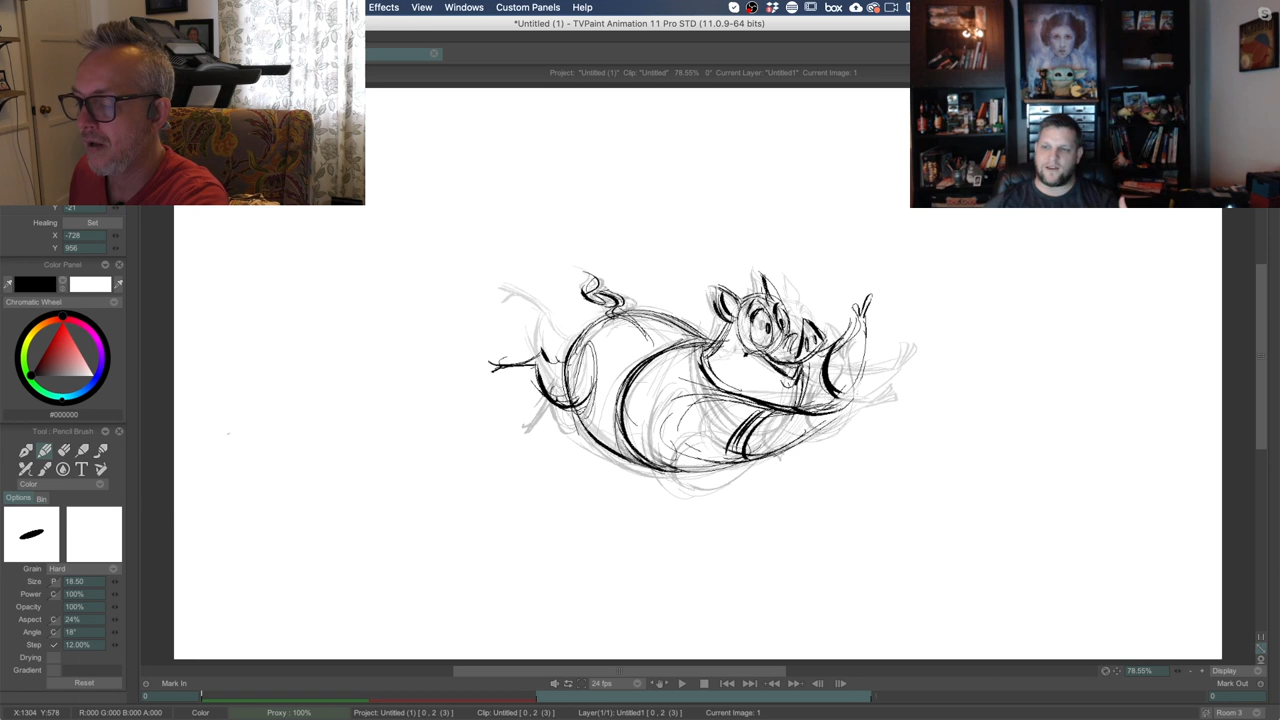 Effects View Windows Custom Panels Help box
*Untitled (1) - TVPaint Animation 11 Pro STD (11.0.9-64 bits)
Project: "Untitled (1)" Clip: "Untitled" 78.55% 0° Current Layer: "Untitled1" Current Image: 1
Y -21
Healing Set
X -728
Y 956
Color Panel
Chromatic Wheel
#000000
Tool : Pencil Brush
Color
Options Bin
Grain Hard
Size P 18.50
Power 100%
Opacity 100%
Aspect 24%
Angle 18°
Step 12.00%
Drying
Gradient
Reset
78.55% Display
Mark In 24 fps Mark Out
0 0
X:1304 Y:578 R:000 G:000 B:000 A:000 Color Proxy : 100% Project: Untitled (1) [ 0 , 2 (3) ] Clip: Untitled [ 0 , 2 (3) ] Layer(1/1): Untitled1 [ 0 , 2 (3) ] Current Image: 1 Room 3